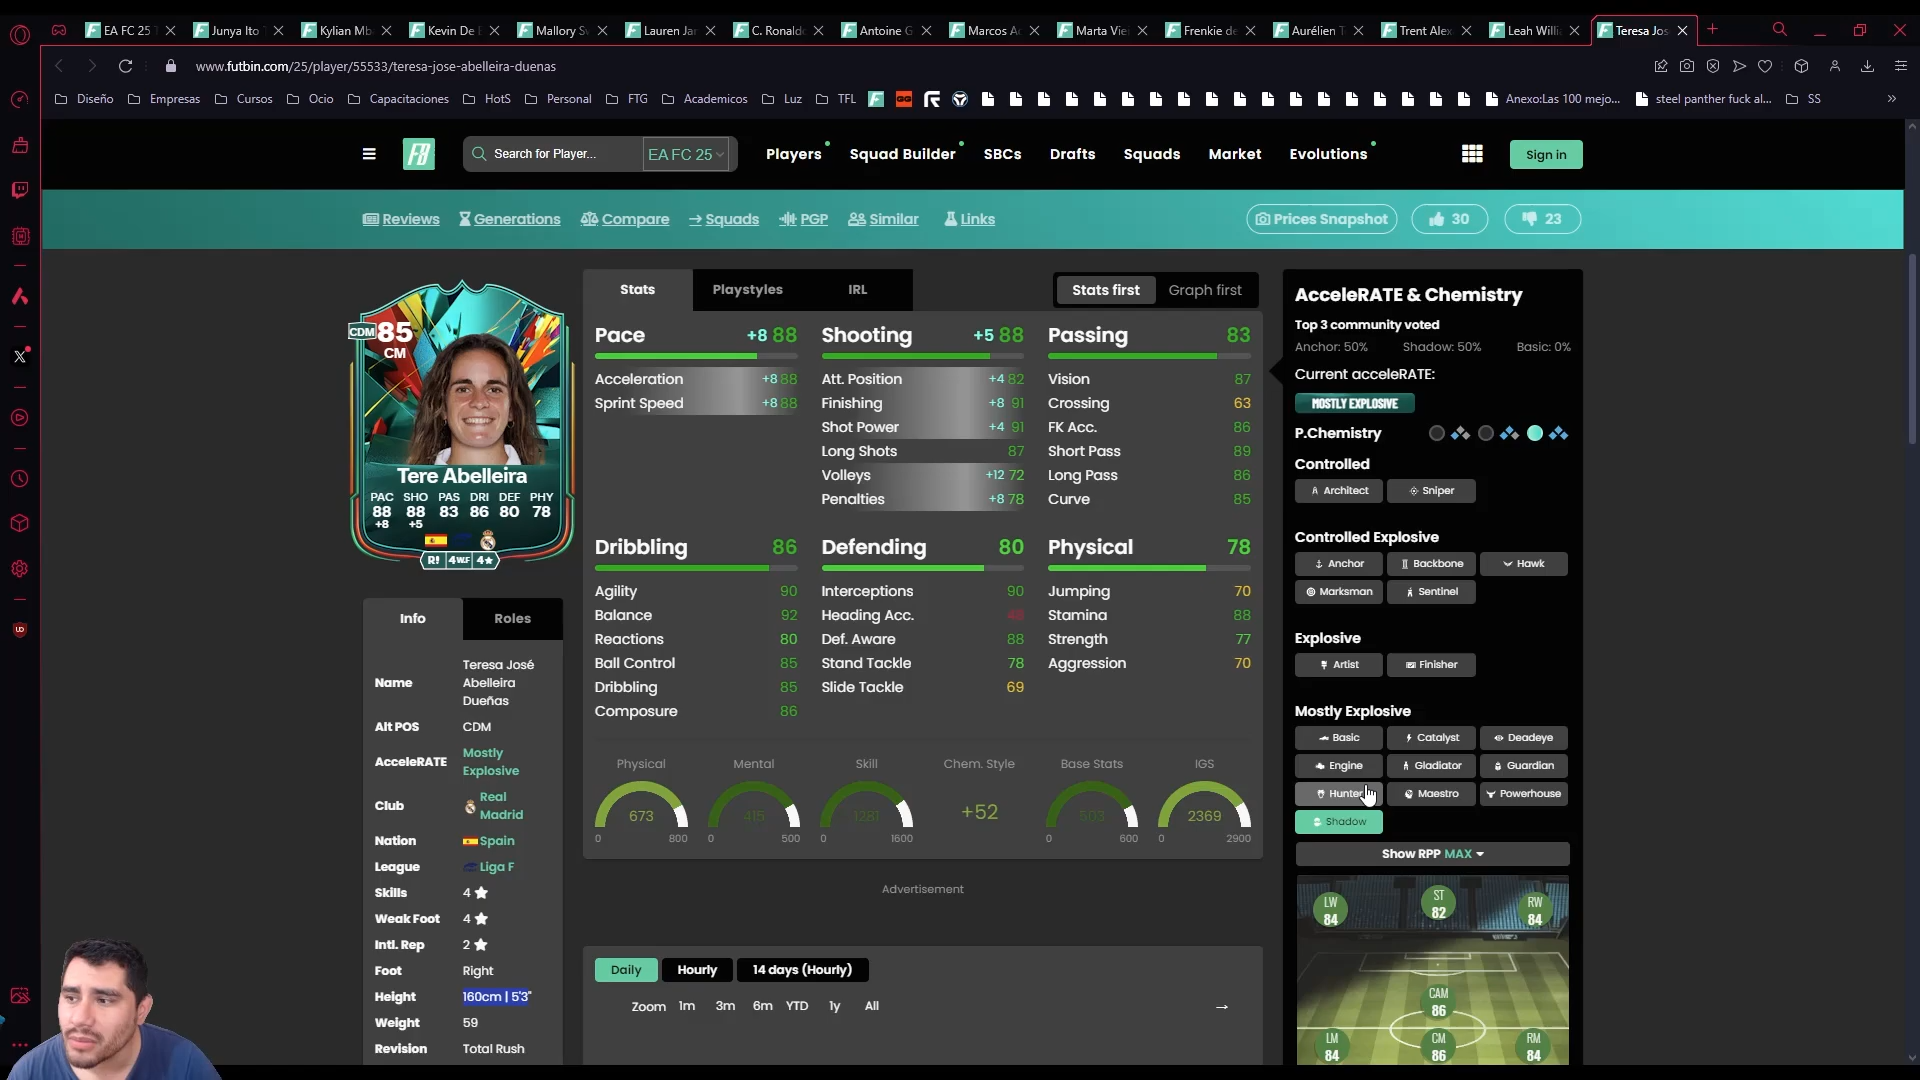 EA FC 25
Junya Ito
Kylian Mb
Kevin De
Mallory S
Lauren Ja
C. Ronald
Antoine G
Marcos Ac
Marta Vie
Frenkie de
Aurélien
Trent Alex
Leah Willi
Teresa Jos
www.futbin.com/25/player/55533/teresa-jose-abelleira-duenas
Diseño
Empresas
Cursos
Ocio
Capacitaciones
HotS
Personal
FTG
Academicos
Luz
TFL
Anexo:Las 100 mejo...
steel panther fuck al...
SS
Search for Player...
EA FC 25
Players
Squad Builder
SBCs
Drafts
Squads
Market
Evolutions
Sign in
Reviews
Generations
Compare
Squads
PGP
Similar
Links
Prices Snapshot
30
23
CDM 85
CM
Tere Abelleira
PAC SHO PAS DRI DEF PHY
88 88 83 86 80 78
+8 +5
R! 4W.F 4★
Stats
Playstyles
IRL
Stats first
Graph first
Pace +8 88
Acceleration +8 88
Sprint Speed +8 88
Shooting +5 88
Att. Position +4 82
Finishing +8 91
Shot Power +4 91
Long Shots 87
Volleys +12 72
Penalties +8 78
Passing 83
Vision 87
Crossing 63
FK Acc. 86
Short Pass 89
Long Pass 86
Curve 85
Dribbling 86
Agility 90
Balance 92
Reactions 80
Ball Control 85
Dribbling 85
Composure 86
Defending 80
Interceptions 90
Heading Acc.
Def. Aware 88
Stand Tackle 78
Slide Tackle 69
Physical 78
Jumping 70
Stamina 88
Strength 77
Aggression 70
Physical
673
0 800
Mental
415
0 500
Skill
1281
0 1600
Chem. Style
+52
Base Stats
503
0 600
IGS
2369
0 2900
Advertisement
Daily
Hourly
14 days (Hourly)
Zoom 1m 3m 6m YTD 1y All
Info
Roles
Name Teresa José Abelleira Dueñas
Alt POS CDM
AcceleRATE Mostly Explosive
Club Real Madrid
Nation Spain
League Liga F
Skills 4
Weak Foot 4
Intl. Rep 2
Foot Right
Height 160cm | 5'3"
Weight 59
Revision Total Rush
AcceleRATE & Chemistry
Top 3 community voted
Anchor: 50% Shadow: 50% Basic: 0%
Current acceleRATE:
MOSTLY EXPLOSIVE
P.Chemistry
Controlled
Architect
Sniper
Controlled Explosive
Anchor
Backbone
Hawk
Marksman
Sentinel
Explosive
Artist
Finisher
Mostly Explosive
Basic
Catalyst
Deadeye
Engine
Gladiator
Guardian
Hunter
Maestro
Powerhouse
Shadow
Show RPP MAX
LW
84
ST
82
RW
84
CAM
86
LM
84
CM
86
RM
84